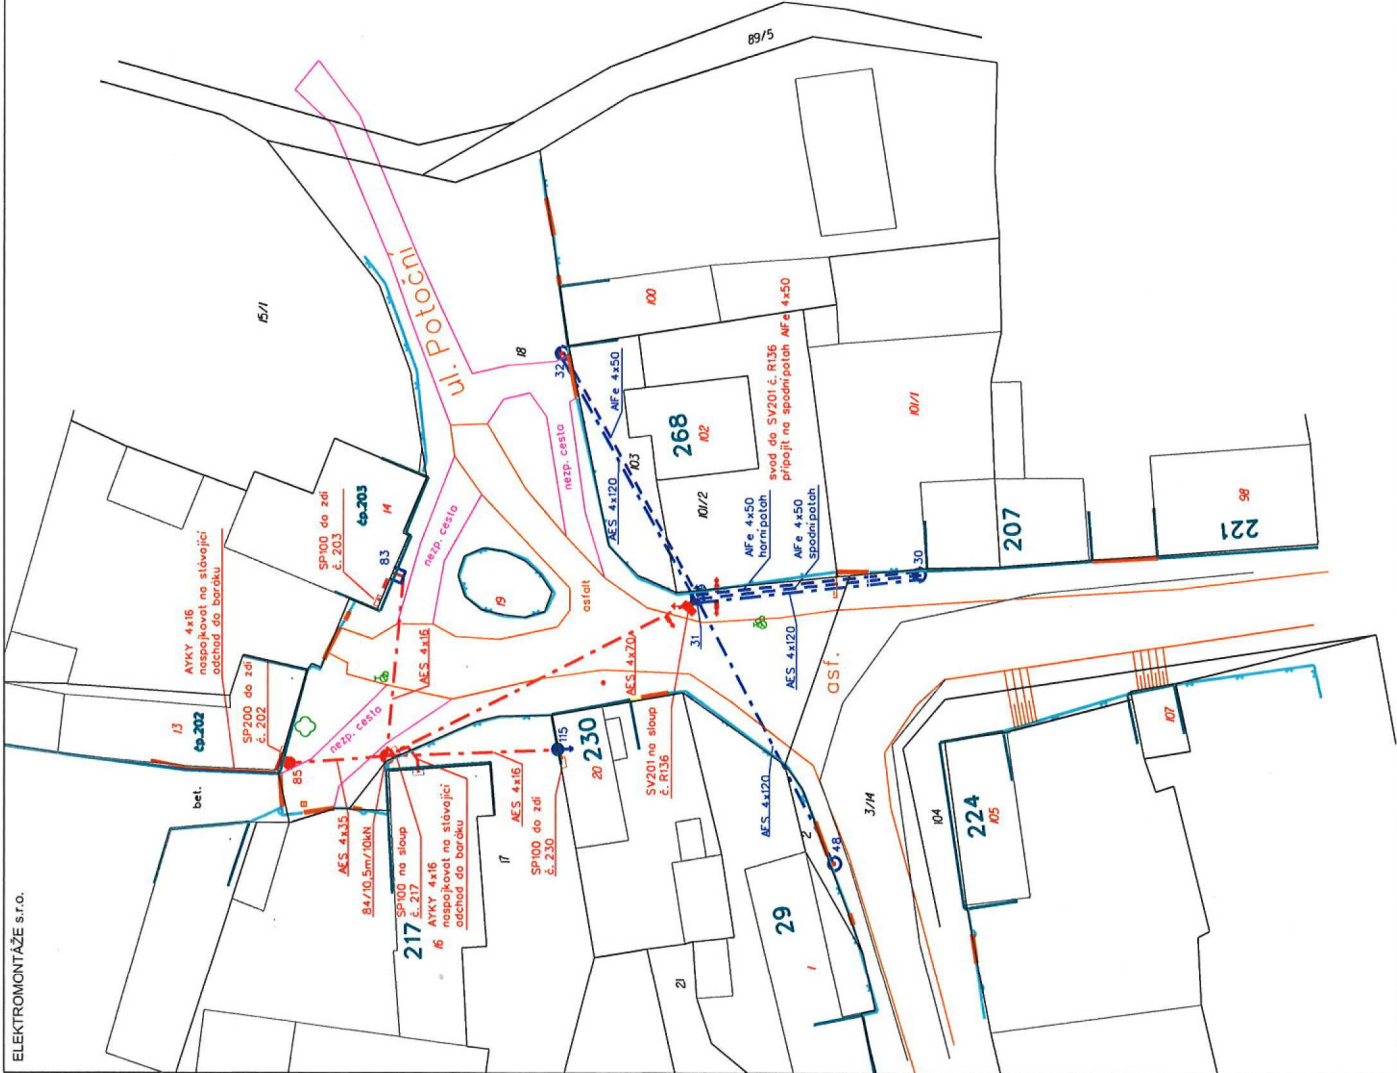 ELEKTROMONTÁŽE s.r.o.
89/5
15/1
ul. Potoční
18
100
32
AlFe 4x50
103
268
102
AES 4x120
svod do SV201 č. R136
připojit na spodní potah AlFe 4x50
101/1
101/2
AlFe 4x50
horní potah
AlFe 4x50
spodní potah
AES 4x120
30
207
98
221
31
asf.
nezp. cesta
nezp. cesta
nezp. cesta
asfalt
19
SP100 do zdi
č. 203
čp.203
14
83
AYKY 4x16
naspojkovat na stávající
odchod do baráku
SP200 do zdi
č. 202
13
čp.202
bet.
85
AES 4x16
AES 4x70
AES 4x35
84/10,5m/10kN
SP100 na sloup
č. 217
217
16
AYKY 4x16
naspojkovat na stávající
odchod do baráku
17
AES 4x16
SP100 do zdi
č. 230
115
230
20
SV201 na sloup
č. R136
AES 4x120
2
48
29
1
21
3/14
104
224
105
107